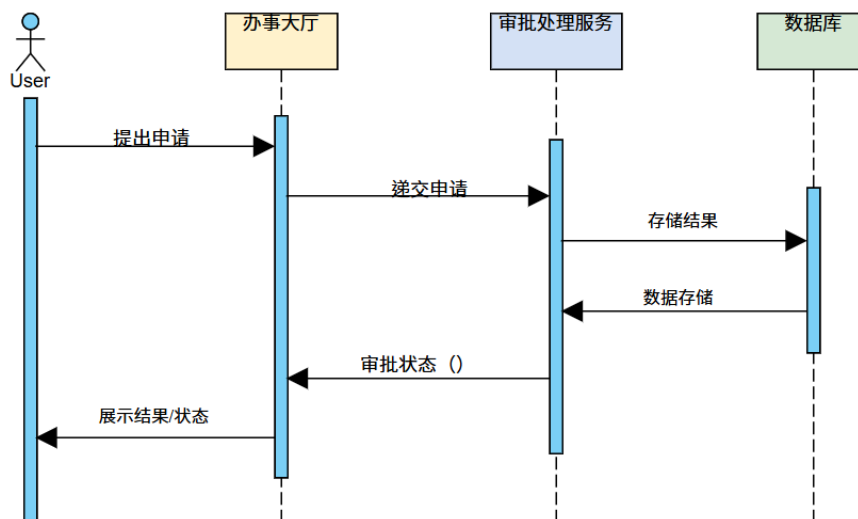 办事大厅
审批处理服务
数据库
User
提出申请
递交申请
存储结果
数据存储
审批状态（）
展示结果/状态